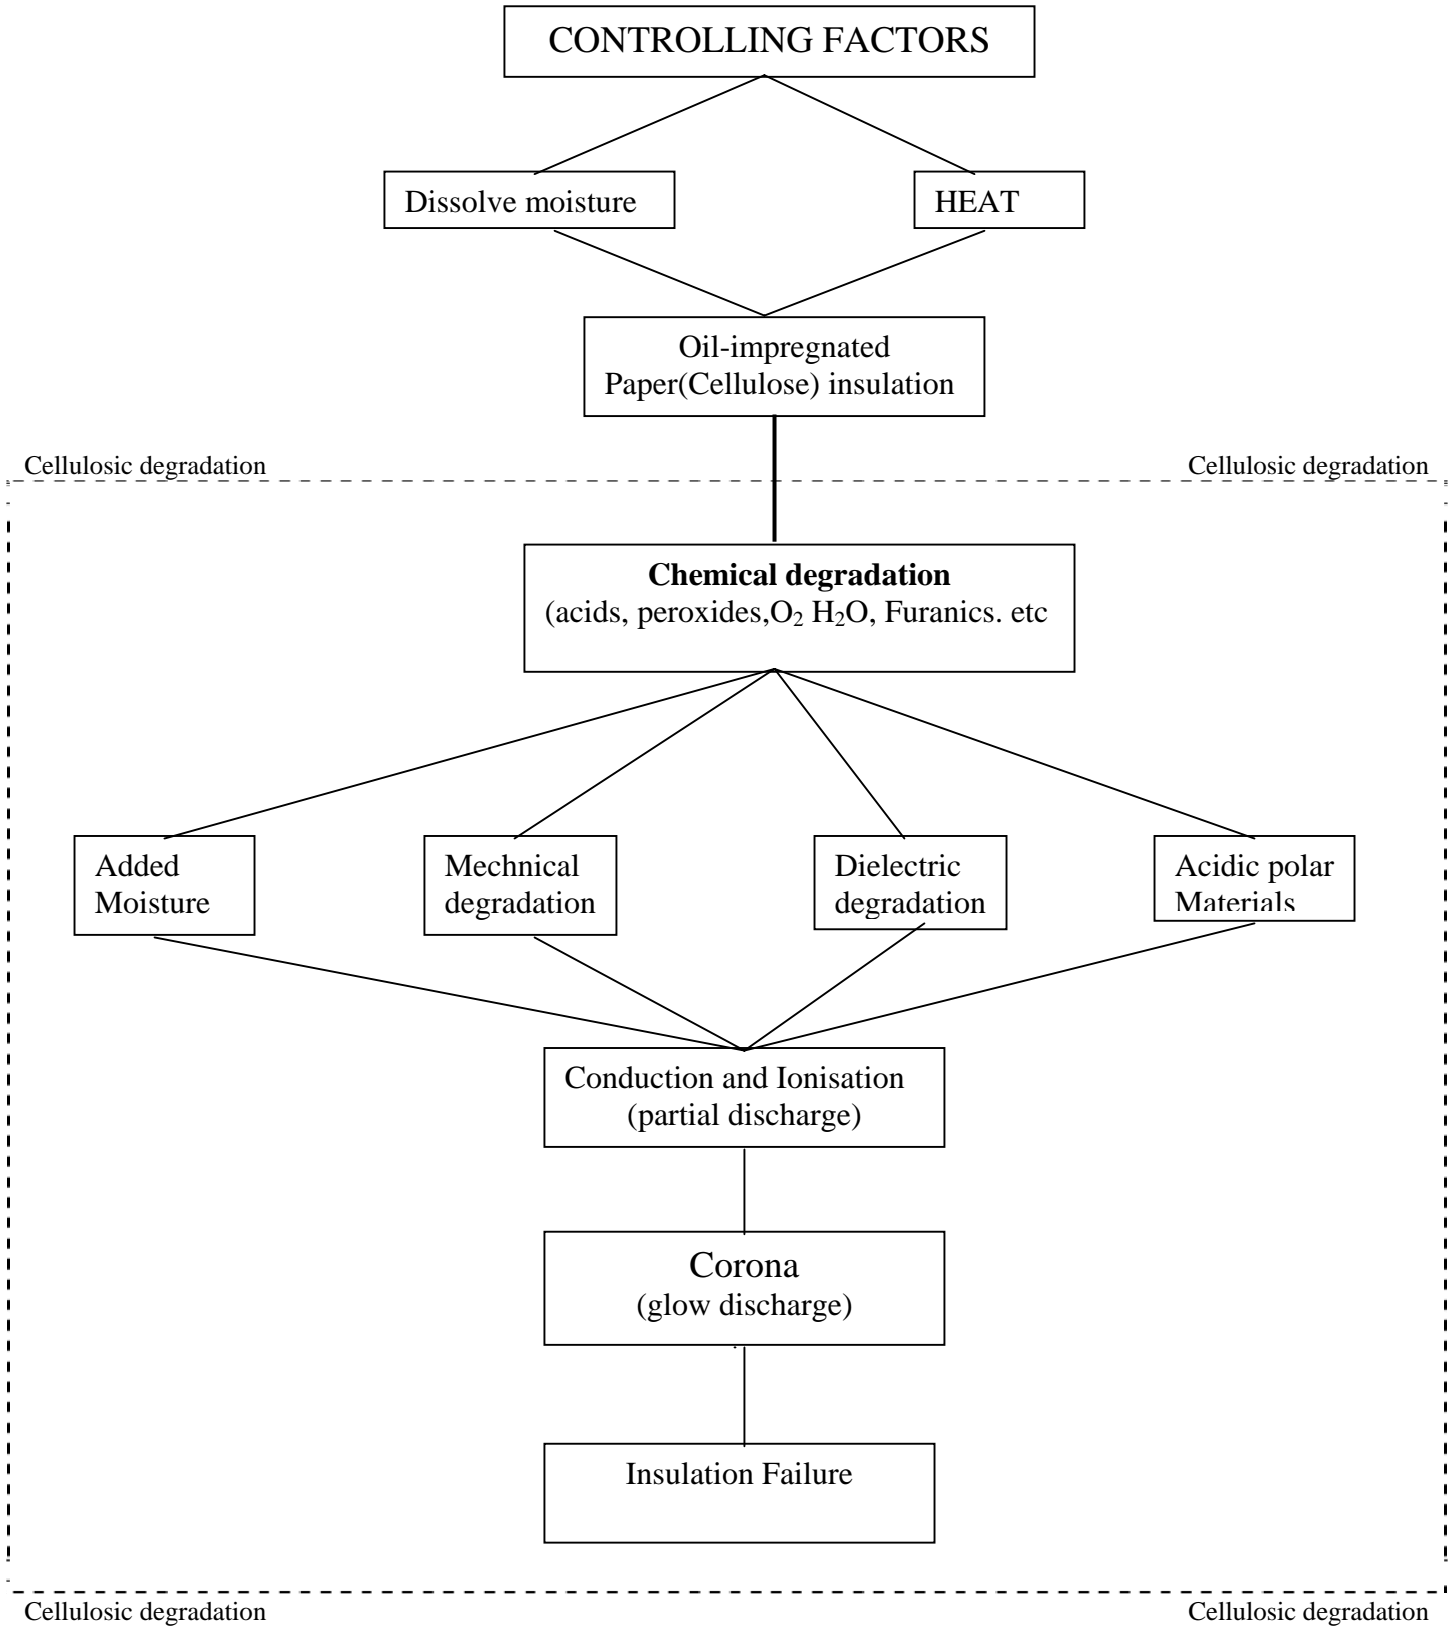 CONTROLLING FACTORS
Dissolve moisture
HEAT
Oil-impregnated
Paper(Cellulose) insulation
Cellulosic degradation
Cellulosic degradation
Chemical degradation
(acids, peroxides,O₂ H₂O, Furanics. etc
Added
Moisture
Mechnical
degradation
Dielectric
degradation
Acidic polar
Materials
Conduction and Ionisation
(partial discharge)
Corona
(glow discharge)
Insulation Failure
Cellulosic degradation
Cellulosic degradation